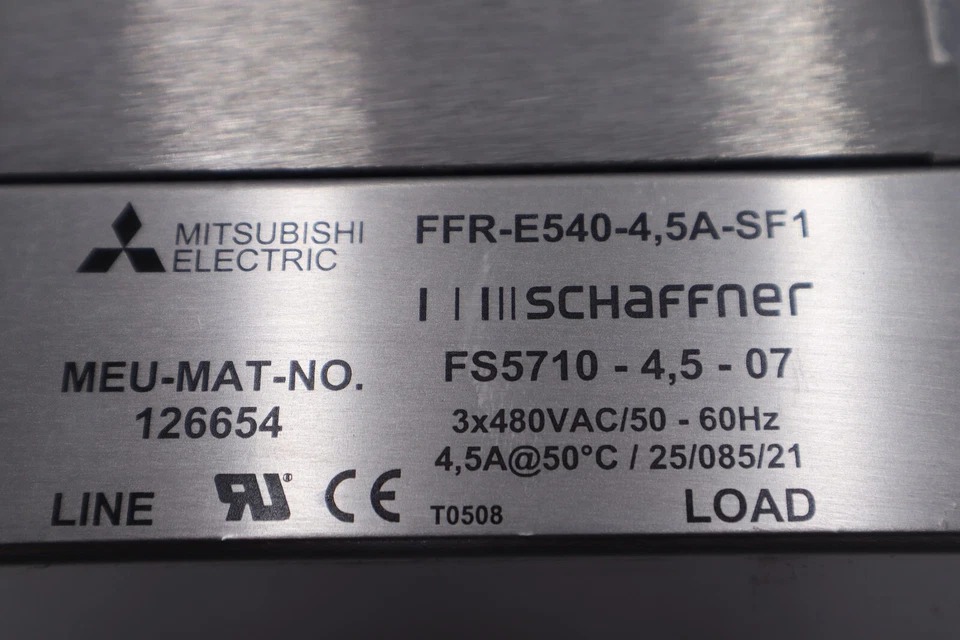 MITSUBISHI
ELECTRIC
FFR-E540-4,5A-SF1
SCHaFFner
MEU-MAT-NO.
126654
FS5710 - 4,5 - 07
3x480VAC/50 - 60Hz
4,5A@50°C / 25/085/21
LINE
RU® CE
T0508
LOAD